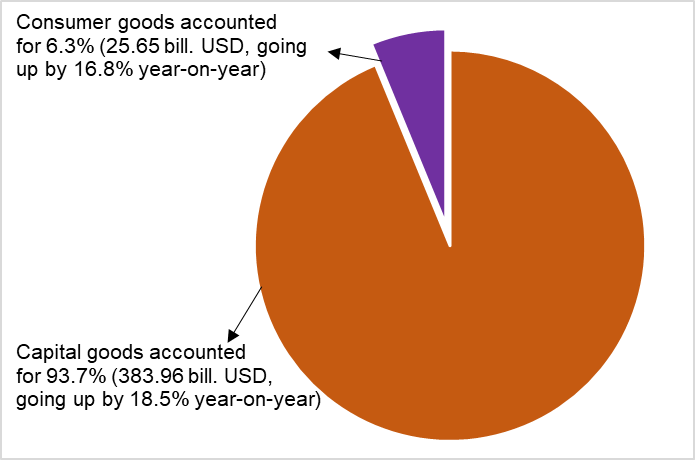 Consumer goods accounted
for 6.3% (25.65 bill. USD, going
up by 16.8% year-on-year)
Capital goods accounted
for 93.7% (383.96 bill. USD,
going up by 18.5% year-on-year)